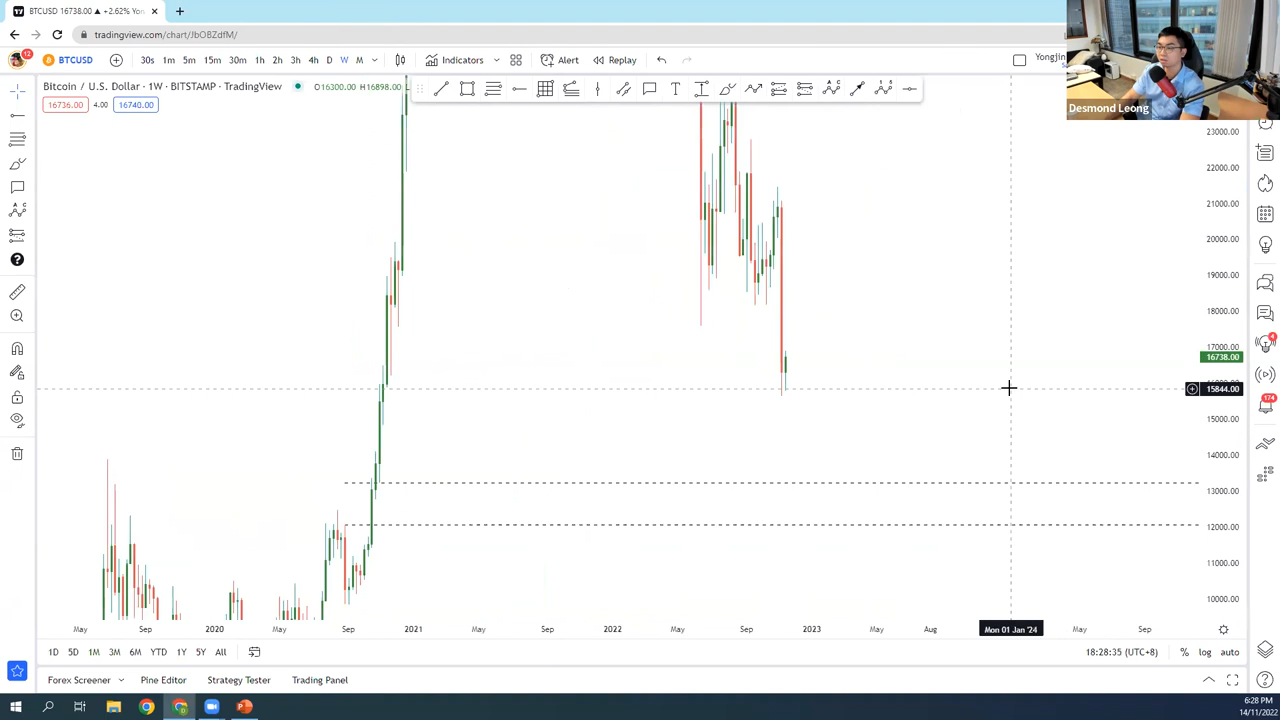 BTCUSD 16738.00 ▲ +2.62% Yon
tradingview.com/chart/JbOBZdfM/
12
BTCUSD
30s 1m 5m 15m 30m 1h 2h 3h 4h D W M
Indicators
Alert
Replay
Yongjin
Bitcoin / U.S. Dollar · 1W · BITSTAMP · TradingView
O16300.00 H16898.00
16736.00
4.00
16740.00
Desmond Leong
23000.00
22000.00
21000.00
20000.00
19000.00
18000.00
17000.00
16738.00
15844.00
15000.00
14000.00
13000.00
12000.00
11000.00
10000.00
4
174
May Sep 2020 May Sep 2021 May Sep 2022 May Sep 2023 May Aug Mon 01 Jan '24 May Sep
1D 5D 1M 3M 6M YTD 1Y 5Y All
18:28:35 (UTC+8)
% log auto
Forex Screener
Pine Editor
Strategy Tester
Trading Panel
6:28 PM
14/11/2022